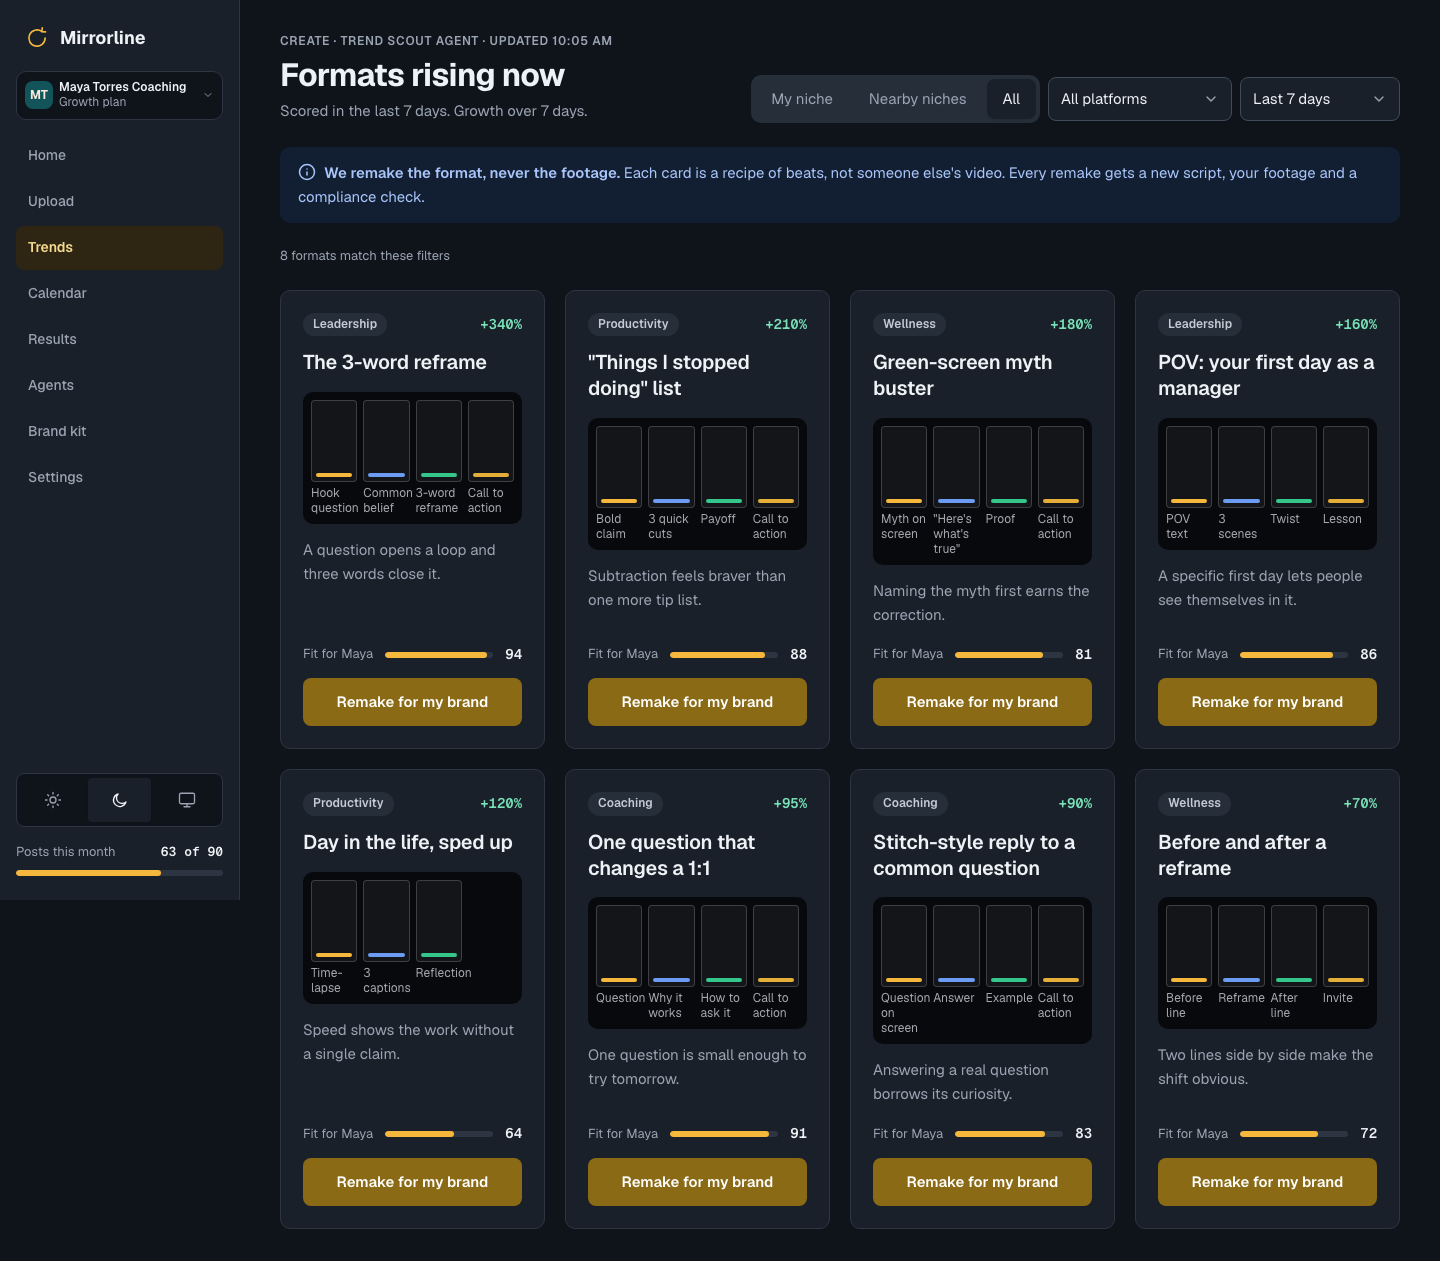 Mirrorline
MT
Maya Torres Coaching
Growth plan
Home
Upload
Trends
Calendar
Results
Agents
Brand kit
Settings
Posts this month
63 of 90
CREATE · TREND SCOUT AGENT · UPDATED 10:05 AM
Formats rising now
Scored in the last 7 days. Growth over 7 days.
My niche
Nearby niches
All
All platforms
Last 7 days
We remake the format, never the footage. Each card is a recipe of beats, not someone else's video. Every remake gets a new script, your footage and a
compliance check.
8 formats match these filters
Leadership
+340%
The 3-word reframe
Hook
question
Common
belief
3-word
reframe
Call to
action
A question opens a loop and
three words close it.
Fit for Maya
94
Remake for my brand
Productivity
+210%
"Things I stopped
doing" list
Bold
claim
3 quick
cuts
Payoff
Call to
action
Subtraction feels braver than
one more tip list.
Fit for Maya
88
Remake for my brand
Wellness
+180%
Green-screen myth
buster
Myth on
screen
"Here's
what's
true"
Proof
Call to
action
Naming the myth first earns the
correction.
Fit for Maya
81
Remake for my brand
Leadership
+160%
POV: your first day as a
manager
POV
text
3
scenes
Twist
Lesson
A specific first day lets people
see themselves in it.
Fit for Maya
86
Remake for my brand
Productivity
+120%
Day in the life, sped up
Time-
lapse
3
captions
Reflection
Speed shows the work without
a single claim.
Fit for Maya
64
Remake for my brand
Coaching
+95%
One question that
changes a 1:1
Question
Why it
works
How to
ask it
Call to
action
One question is small enough to
try tomorrow.
Fit for Maya
91
Remake for my brand
Coaching
+90%
Stitch-style reply to a
common question
Question
on
screen
Answer
Example
Call to
action
Answering a real question
borrows its curiosity.
Fit for Maya
83
Remake for my brand
Wellness
+70%
Before and after a
reframe
Before
line
Reframe
After
line
Invite
Two lines side by side make the
shift obvious.
Fit for Maya
72
Remake for my brand